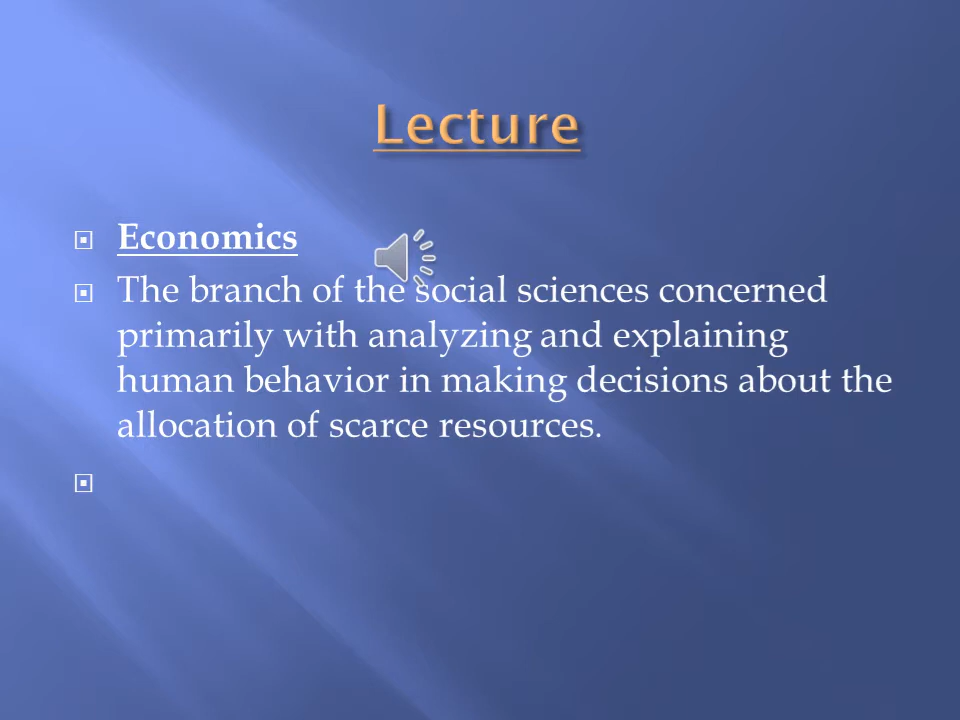 Lecture
Economics
The branch of the social sciences concerned
primarily with analyzing and explaining
human behavior in making decisions about the
allocation of scarce resources.